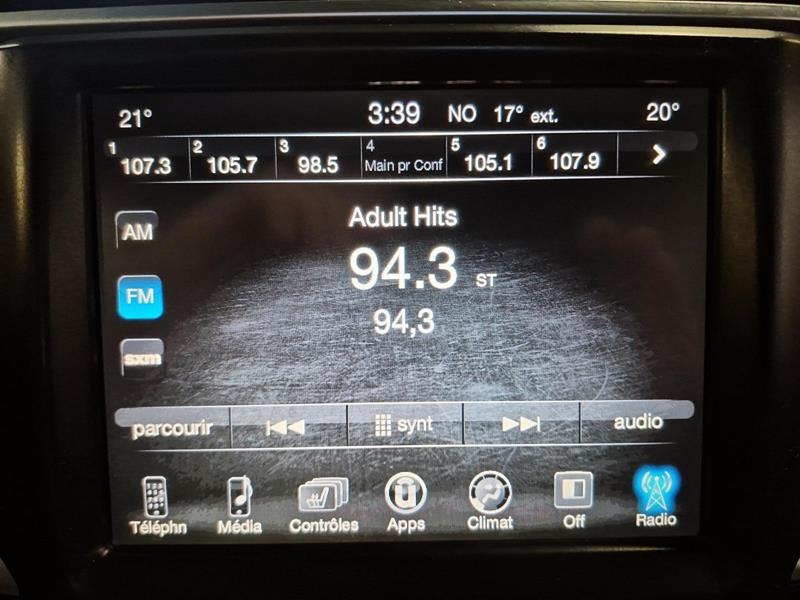 21° 3:39 NO 17° ext. 20°
1 107.3 2 105.7 3 98.5 4 Main pr Conf 5 105.1 6 107.9
Adult Hits
AM
94.3 ST
FM
94,3
sxm
parcourir synt audio
Téléphn Média Contrôles Apps Climat Off Radio